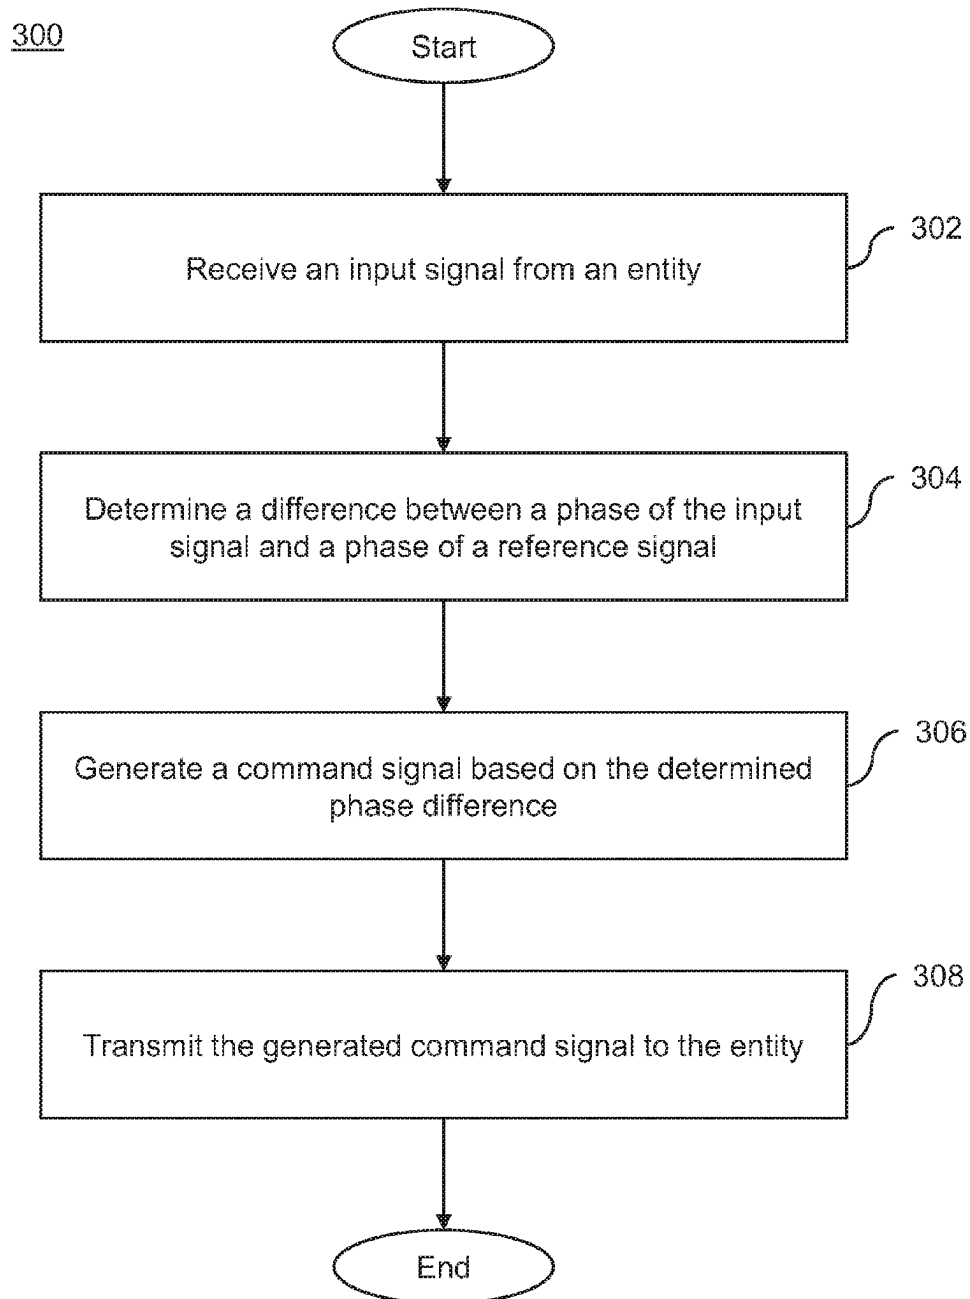 300
Start
Receive an input signal from an entity
302
Determine a difference between a phase of the input
signal and a phase of a reference signal
304
Generate a command signal based on the determined
phase difference
306
Transmit the generated command signal to the entity
308
End